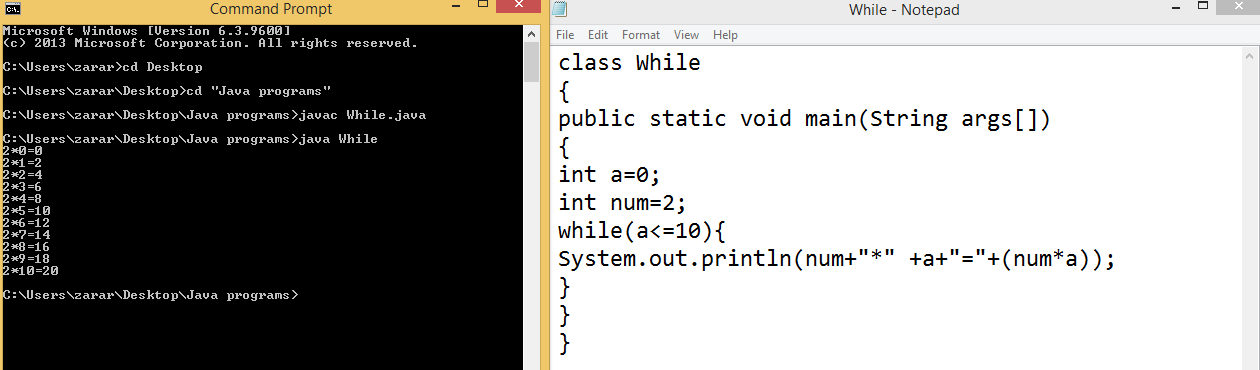 Command Prompt
Microsoft Windows [Version 6.3.9600]
(c) 2013 Microsoft Corporation. All rights reserved.
C:\Users\zarar>cd Desktop
C:\Users\zarar\Desktop>cd "Java programs"
C:\Users\zarar\Desktop\Java programs>javac While.java
C:\Users\zarar\Desktop\Java programs>java While
2*0=0
2*1=2
2*2=4
2*3=6
2*4=8
2*5=10
2*6=12
2*7=14
2*8=16
2*9=18
2*10=20
C:\Users\zarar\Desktop\Java programs>
While - Notepad
File Edit Format View Help
class While
{
public static void main(String args[])
{
int a=0;
int num=2;
while(a<=10){
System.out.println(num+"*" +a+"="+(num*a));
}
}
}